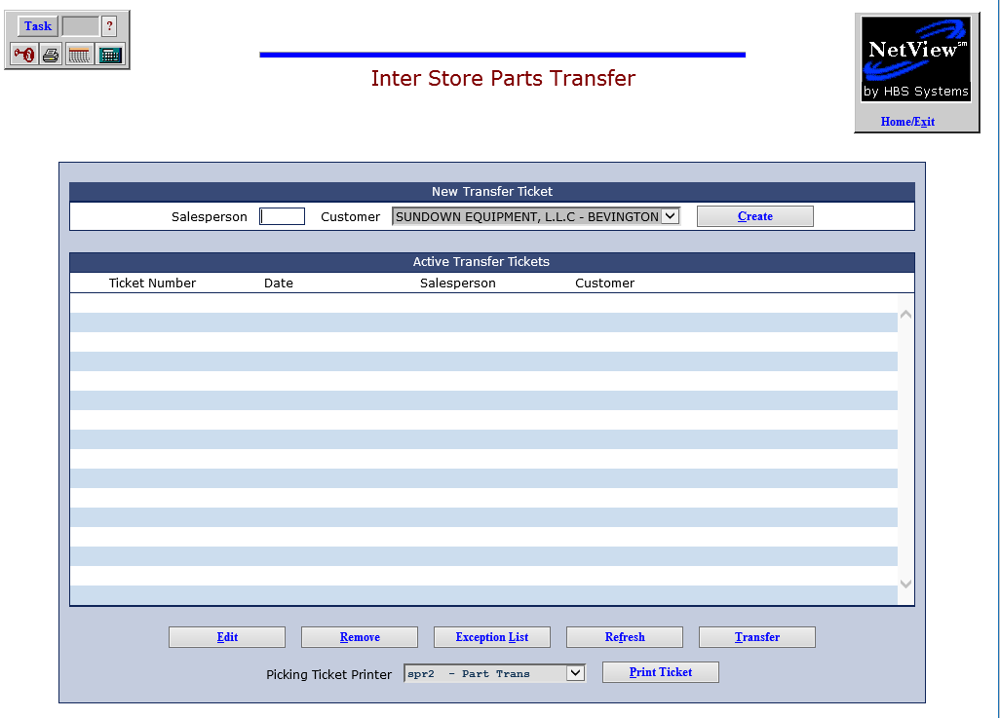 Task ?
NetView℠
by HBS Systems
Home/Exit
Inter Store Parts Transfer
New Transfer Ticket
Salesperson Customer SUNDOWN EQUIPMENT, L.L.C - BEVINGTON Create
Active Transfer Tickets
Ticket Number Date Salesperson Customer
Edit Remove Exception List Refresh Transfer
Picking Ticket Printer spr2 - Part Trans Print Ticket